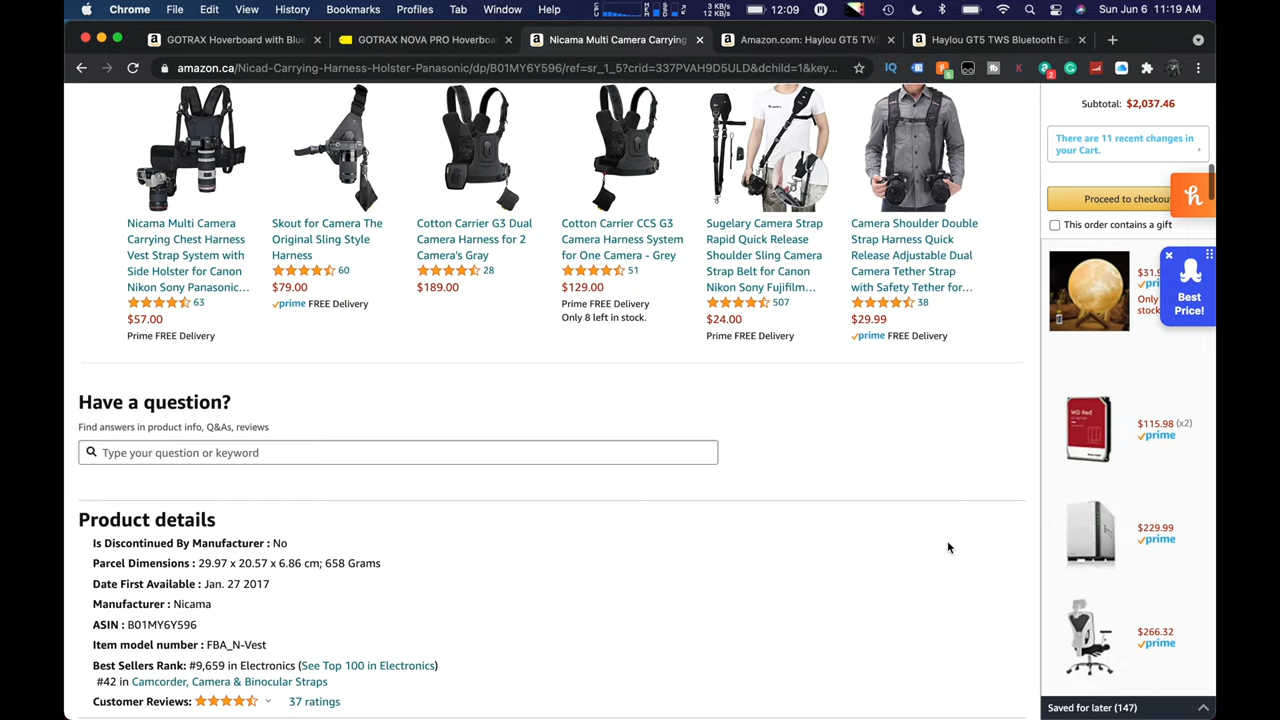 Chrome File Edit View History Bookmarks Profiles Tab Window Help 3 KB/s 12 KB/s 12:09 Sun Jun 6 11:19 AM
GOTRAX Hoverboard with Blue GOTRAX NOVA PRO Hoverboa Nicama Multi Camera Carrying Amazon.com: Haylou GT5 TWS Haylou GT5 TWS Bluetooth Ea
amazon.ca/Nicad-Carrying-Harness-Holster-Panasonic/dp/B01MY6Y596/ref=sr_1_5?crid=337PVAH9D5ULD&dchild=1&key...
Subtotal: $2,037.46
There are 11 recent changes in
your Cart.
Proceed to checkout
This order contains a gift
Nicama Multi Camera
Carrying Chest Harness
Vest Strap System with
Side Holster for Canon
Nikon Sony Panasonic...
63
$57.00
Prime FREE Delivery
Skout for Camera The
Original Sling Style
Harness
60
$79.00
prime FREE Delivery
Cotton Carrier G3 Dual
Camera Harness for 2
Camera's Gray
28
$189.00
Cotton Carrier CCS G3
Camera Harness System
for One Camera - Grey
51
$129.00
Prime FREE Delivery
Only 8 left in stock.
Sugelary Camera Strap
Rapid Quick Release
Shoulder Sling Camera
Strap Belt for Canon
Nikon Sony Fujifilm...
507
$24.00
Prime FREE Delivery
Camera Shoulder Double
Strap Harness Quick
Release Adjustable Dual
Camera Tether Strap
with Safety Tether for...
38
$29.99
prime FREE Delivery
Have a question?
Find answers in product info, Q&As, reviews
Type your question or keyword
Product details
Is Discontinued By Manufacturer : No
Parcel Dimensions : 29.97 x 20.57 x 6.86 cm; 658 Grams
Date First Available : Jan. 27 2017
Manufacturer : Nicama
ASIN : B01MY6Y596
Item model number : FBA_N-Vest
Best Sellers Rank: #9,659 in Electronics (See Top 100 in Electronics)
#42 in Camcorder, Camera & Binocular Straps
Customer Reviews: 37 ratings
Only
stock
Best
Price!
WD Red
$115.98 (x2)
prime
$229.99
prime
$266.32
prime
Saved for later (147)